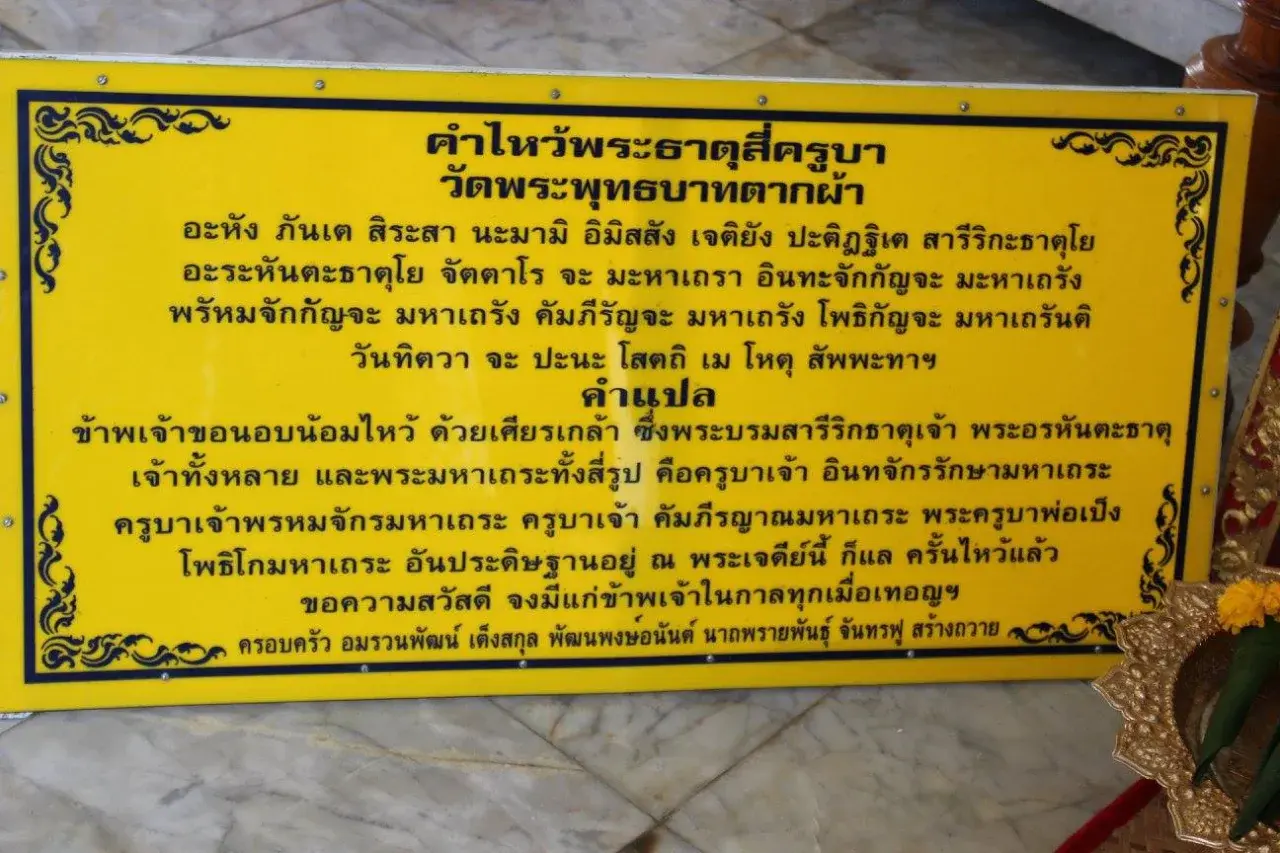 คำไหว้พระธาตุสี่ครูบา
วัดพระพุทธบาทตากผ้า
อะหัง ภันเต สิระสา นะมามิ อิมิสสัง เจติยัง ปะติฎฐิเต สารีริกะธาตุโย
อะระหันตะธาตุโย จัตตาโร จะ มะหาเถรา อินทะจักกัญจะ มะหาเถรัง
พรัหมจักกัญจะ มหาเถรัง คัมภีรัญจะ มหาเถรัง โพธิกัญจะ มหาเถรันติ
วันทิตวา จะ ปะนะ โสตถิ เม โหตุ สัพพะทาฯ
คำแปล
ข้าพเจ้าขอนอบน้อมไหว้ ด้วยเศียรเกล้า ซึ่งพระบรมสารีริกธาตุเจ้า พระอรหันตะธาตุ
เจ้าทั้งหลาย และพระมหาเถระทั้งสี่รูป คือครูบาเจ้า อินทจักรรักษามหาเถระ
ครูบาเจ้าพรหมจักรมหาเถระ ครูบาเจ้า คัมภีรญาณมหาเถระ พระครูบาพ่อเป็ง
โพธิโกมหาเถระ อันประดิษฐานอยู่ ณ พระเจดีย์นี้ ก็แล ครั้นไหว้แล้ว
ขอความสวัสดี จงมีแก่ข้าพเจ้าในกาลทุกเมื่อเทอญฯ
ครอบครัว อมรวนพัฒน์ เต็งสกุล พัฒนพงษ์อนันต์ นาถพรายพันธุ์ จันทรฟู สร้างถวาย